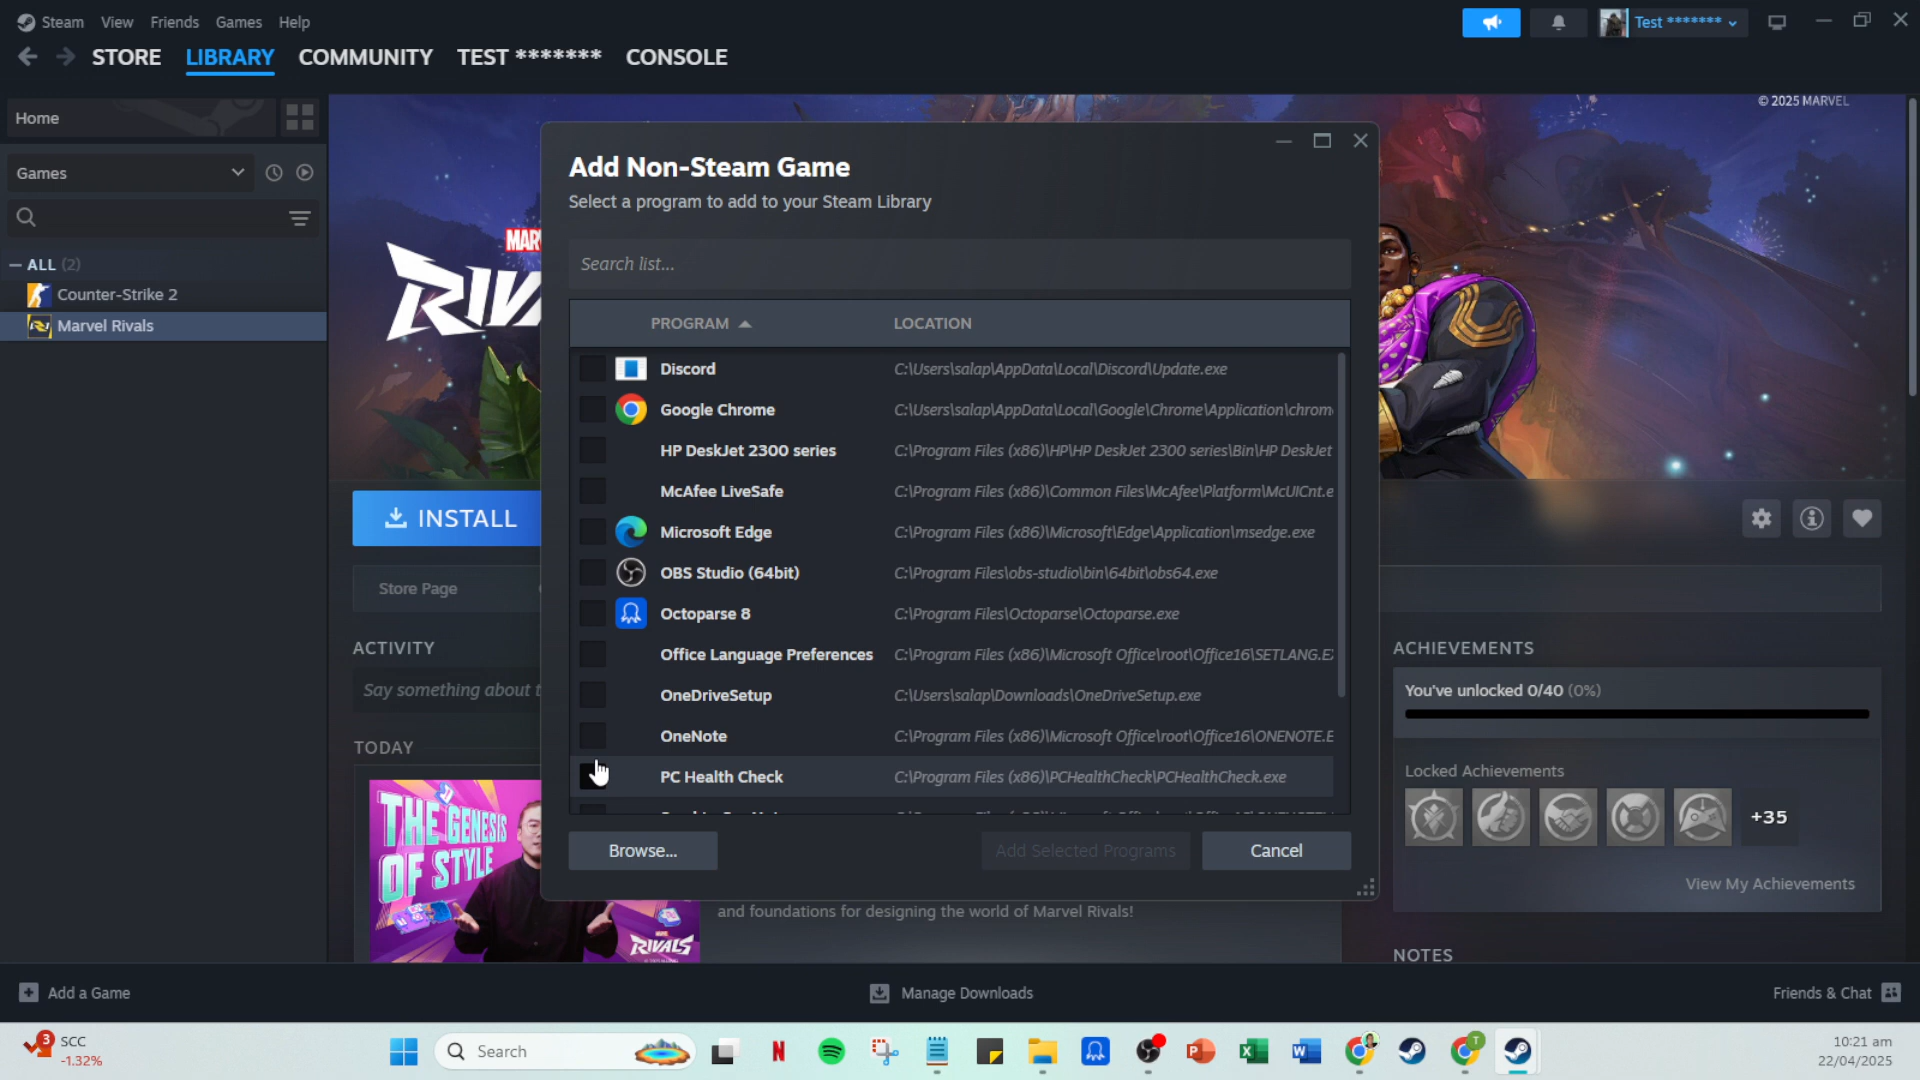 Steam View Friends Games Help
Test *******
STORE LIBRARY COMMUNITY TEST ******* CONSOLE
© 2025 MARVEL
Home
Games
Add Non-Steam Game
Select a program to add to your Steam Library
Search list...
— ALL (2)
Counter-Strike 2
Marvel Rivals
PROGRAM LOCATION
Discord C:\Users\salap\AppData\Local\Discord\Update.exe
Google Chrome C:\Users\salap\AppData\Local\Google\Chrome\Application\chrom
HP DeskJet 2300 series C:\Program Files (x86)\HP\HP DeskJet 2300 series\Bin\HP DeskJet
McAfee LiveSafe C:\Program Files (x86)\Common Files\McAfee\Platform\McUICnt.e
Microsoft Edge C:\Program Files (x86)\Microsoft\Edge\Application\msedge.exe
OBS Studio (64bit) C:\Program Files\obs-studio\bin\64bit\obs64.exe
Octoparse 8 C:\Program Files\Octoparse\Octoparse.exe
Office Language Preferences C:\Program Files (x86)\Microsoft Office\root\Office16\SETLANG.E
OneDriveSetup C:\Users\salap\Downloads\OneDriveSetup.exe
OneNote C:\Program Files (x86)\Microsoft Office\root\Office16\ONENOTE.E
PC Health Check C:\Program Files (x86)\PCHealthCheck\PCHealthCheck.exe
Browse... Add Selected Programs Cancel
INSTALL
Store Page
ACTIVITY
Say something about t
TODAY
THE GENESIS
OF STYLE
RIVALS
and foundations for designing the world of Marvel Rivals!
ACHIEVEMENTS
You've unlocked 0/40 (0%)
Locked Achievements
+35
View My Achievements
NOTES
Add a Game Manage Downloads Friends & Chat
3 SCC
-1.32%
Search
10:21 am
22/04/2025